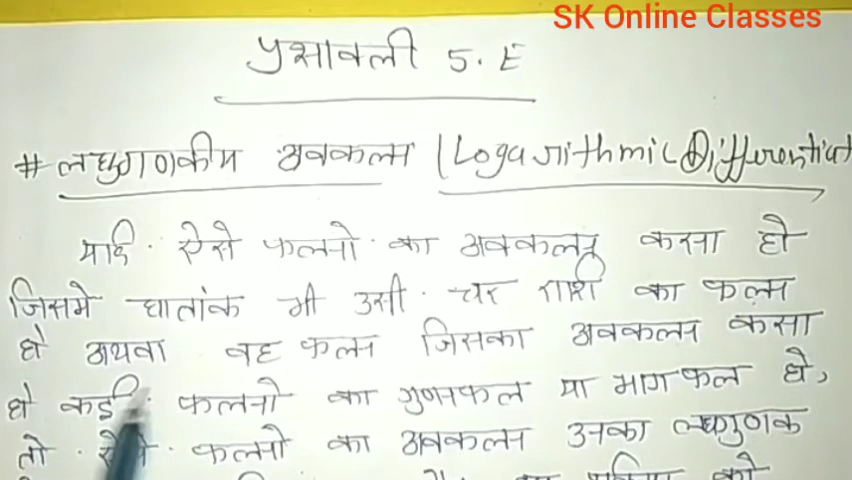 SK Online Classes
प्रश्नावली 5.E
# लघुगणकीय अवकलन (Logarithmic Differentiat
यदि ऐसे फलनो का अवकलन करना हो
जिसमे घातांक भी उसी चर राशि का फलन
हो अथवा वह फलन जिसका अवकलन करना
हो कई फलनो का गुणनफल या भागफल हो,
तो ऐसे फलनो का अवकलन उनका लघुगणक
को